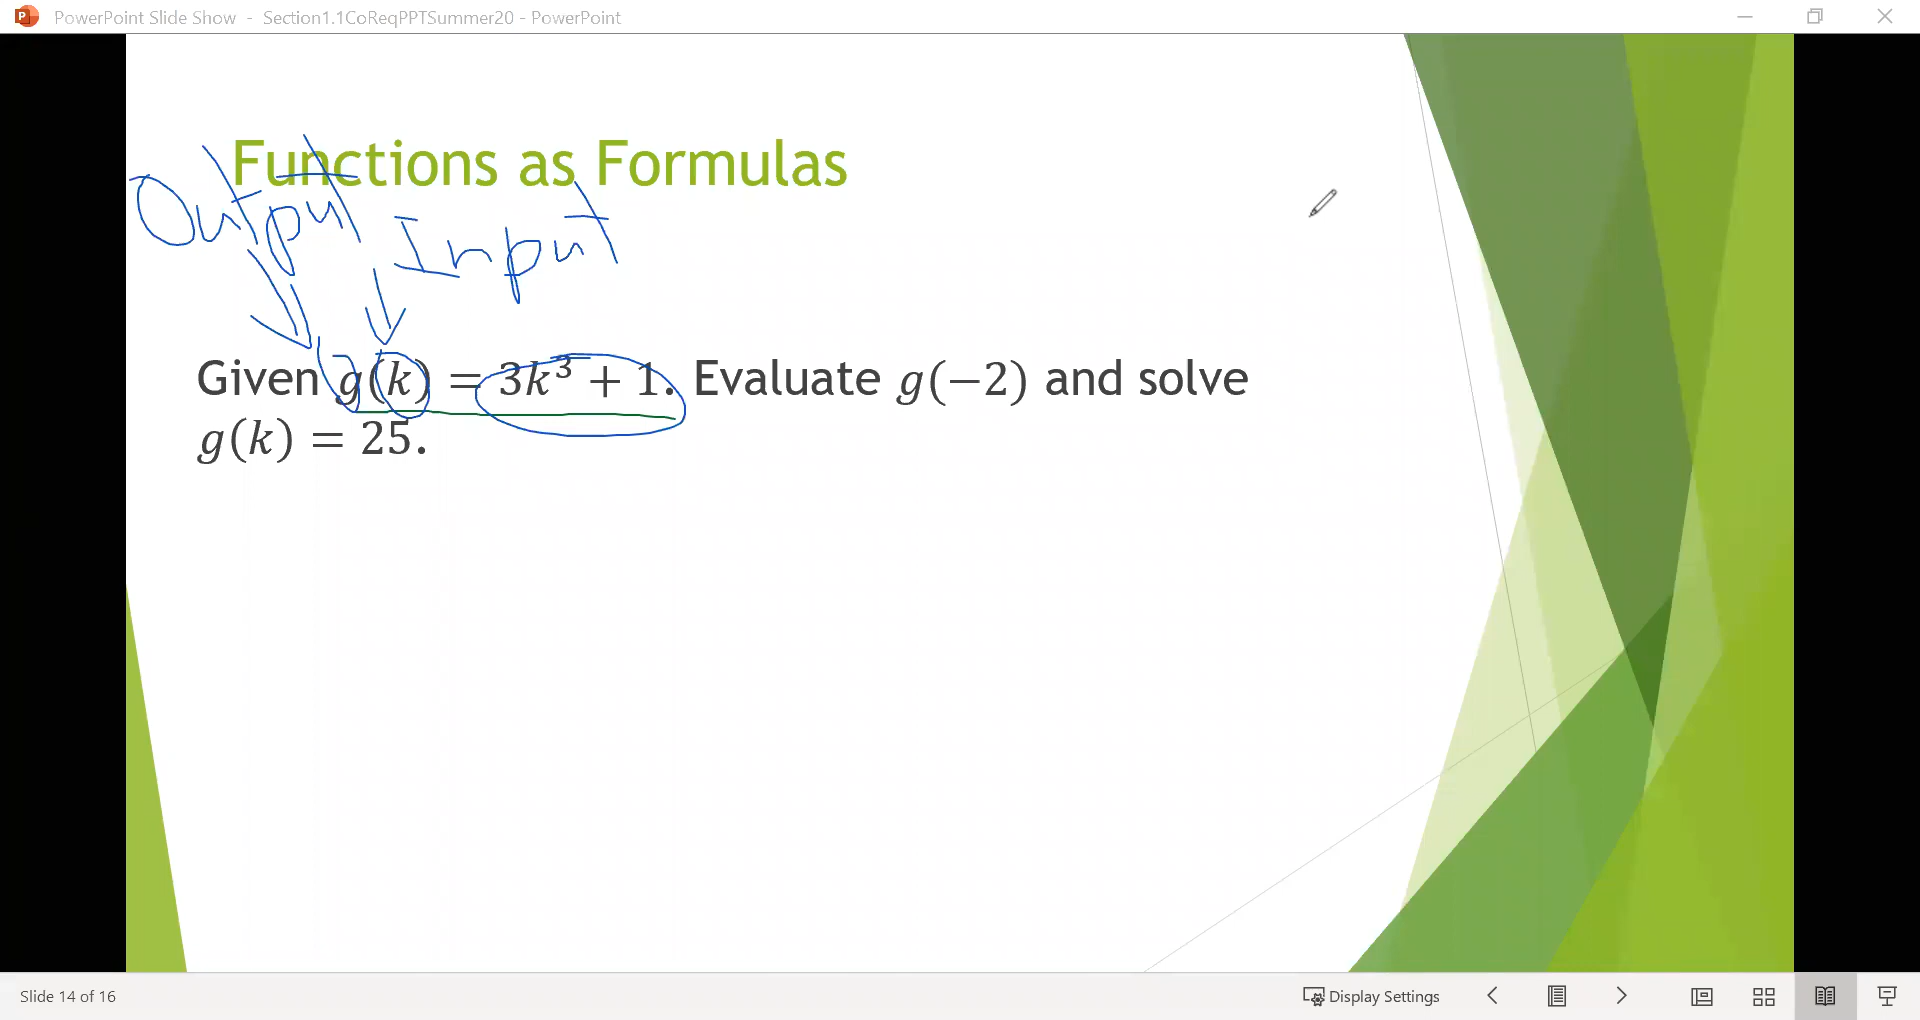 PowerPoint Slide Show - Section1.1CoReqPPTSummer20 - PowerPoint
Functions as Formulas
Output
Input
Given g(k) = 3k³ + 1. Evaluate g(−2) and solve
g(k) = 25.
Slide 14 of 16
Display Settings